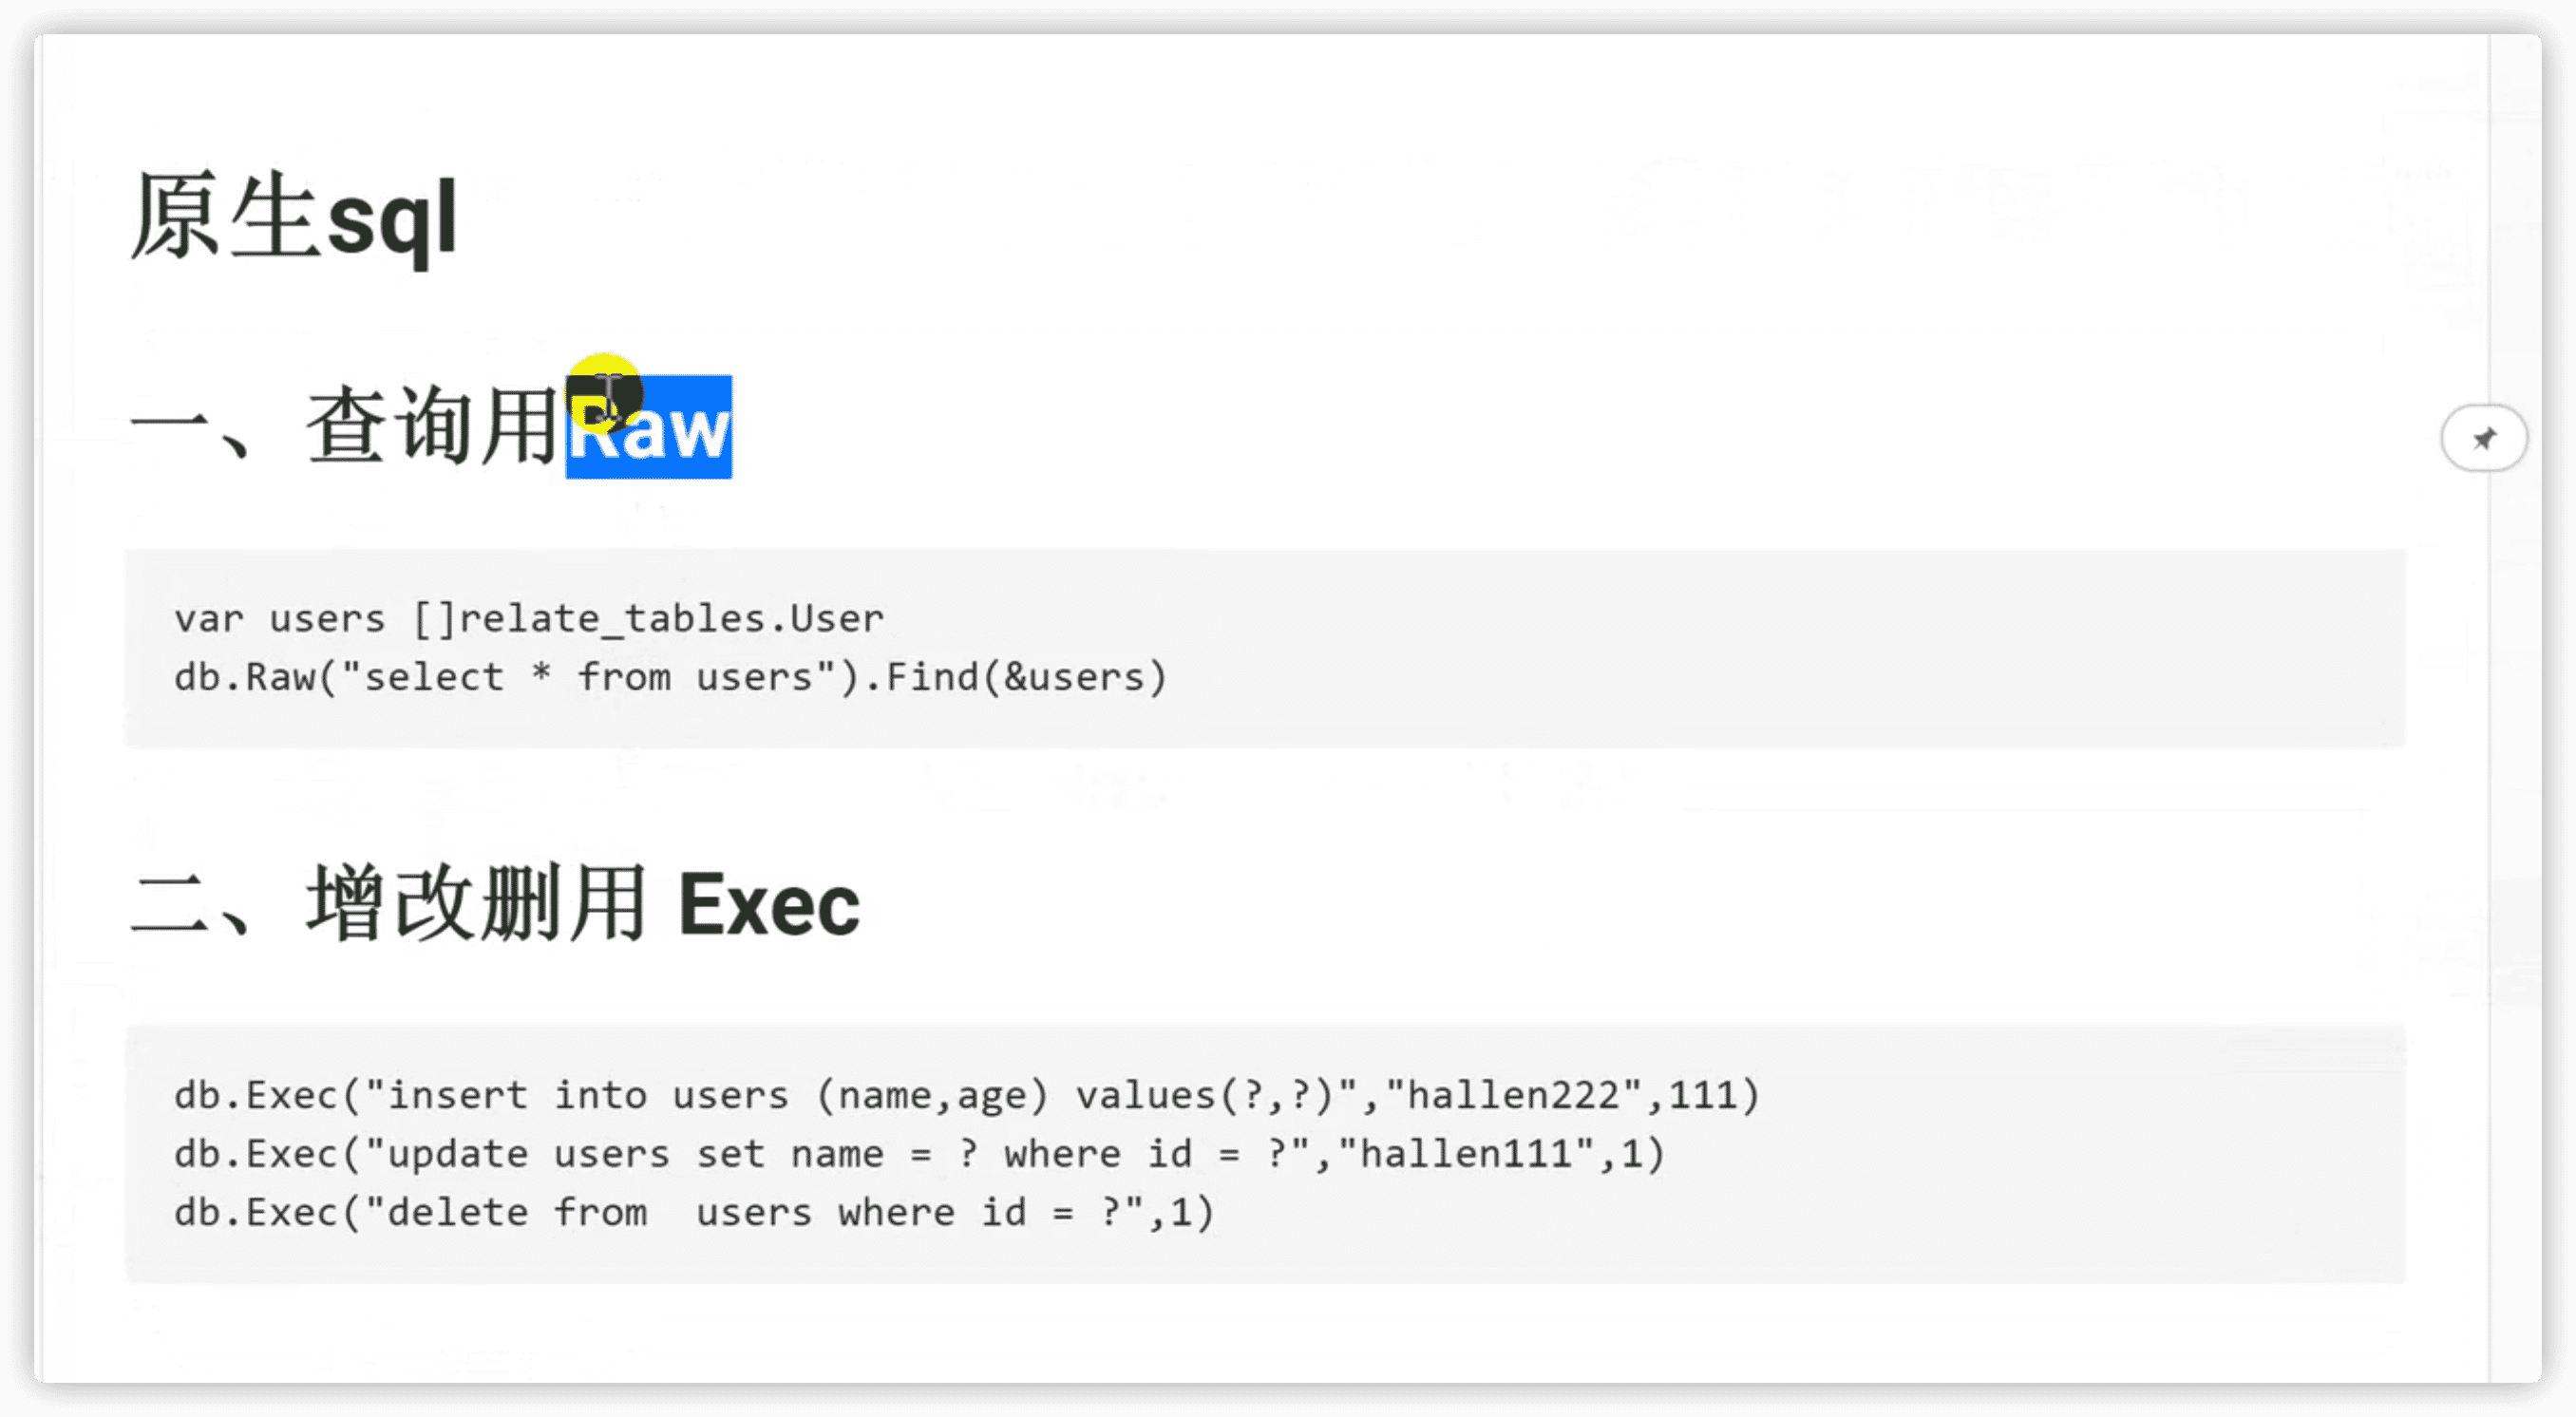 原生sql
一、查询用Raw
var users []relate_tables.User
db.Raw("select * from users").Find(&users)
二、增改删用 Exec
db.Exec("insert into users (name,age) values(?,?)","hallen222",111)
db.Exec("update users set name = ? where id = ?","hallen111",1)
db.Exec("delete from  users where id = ?",1)